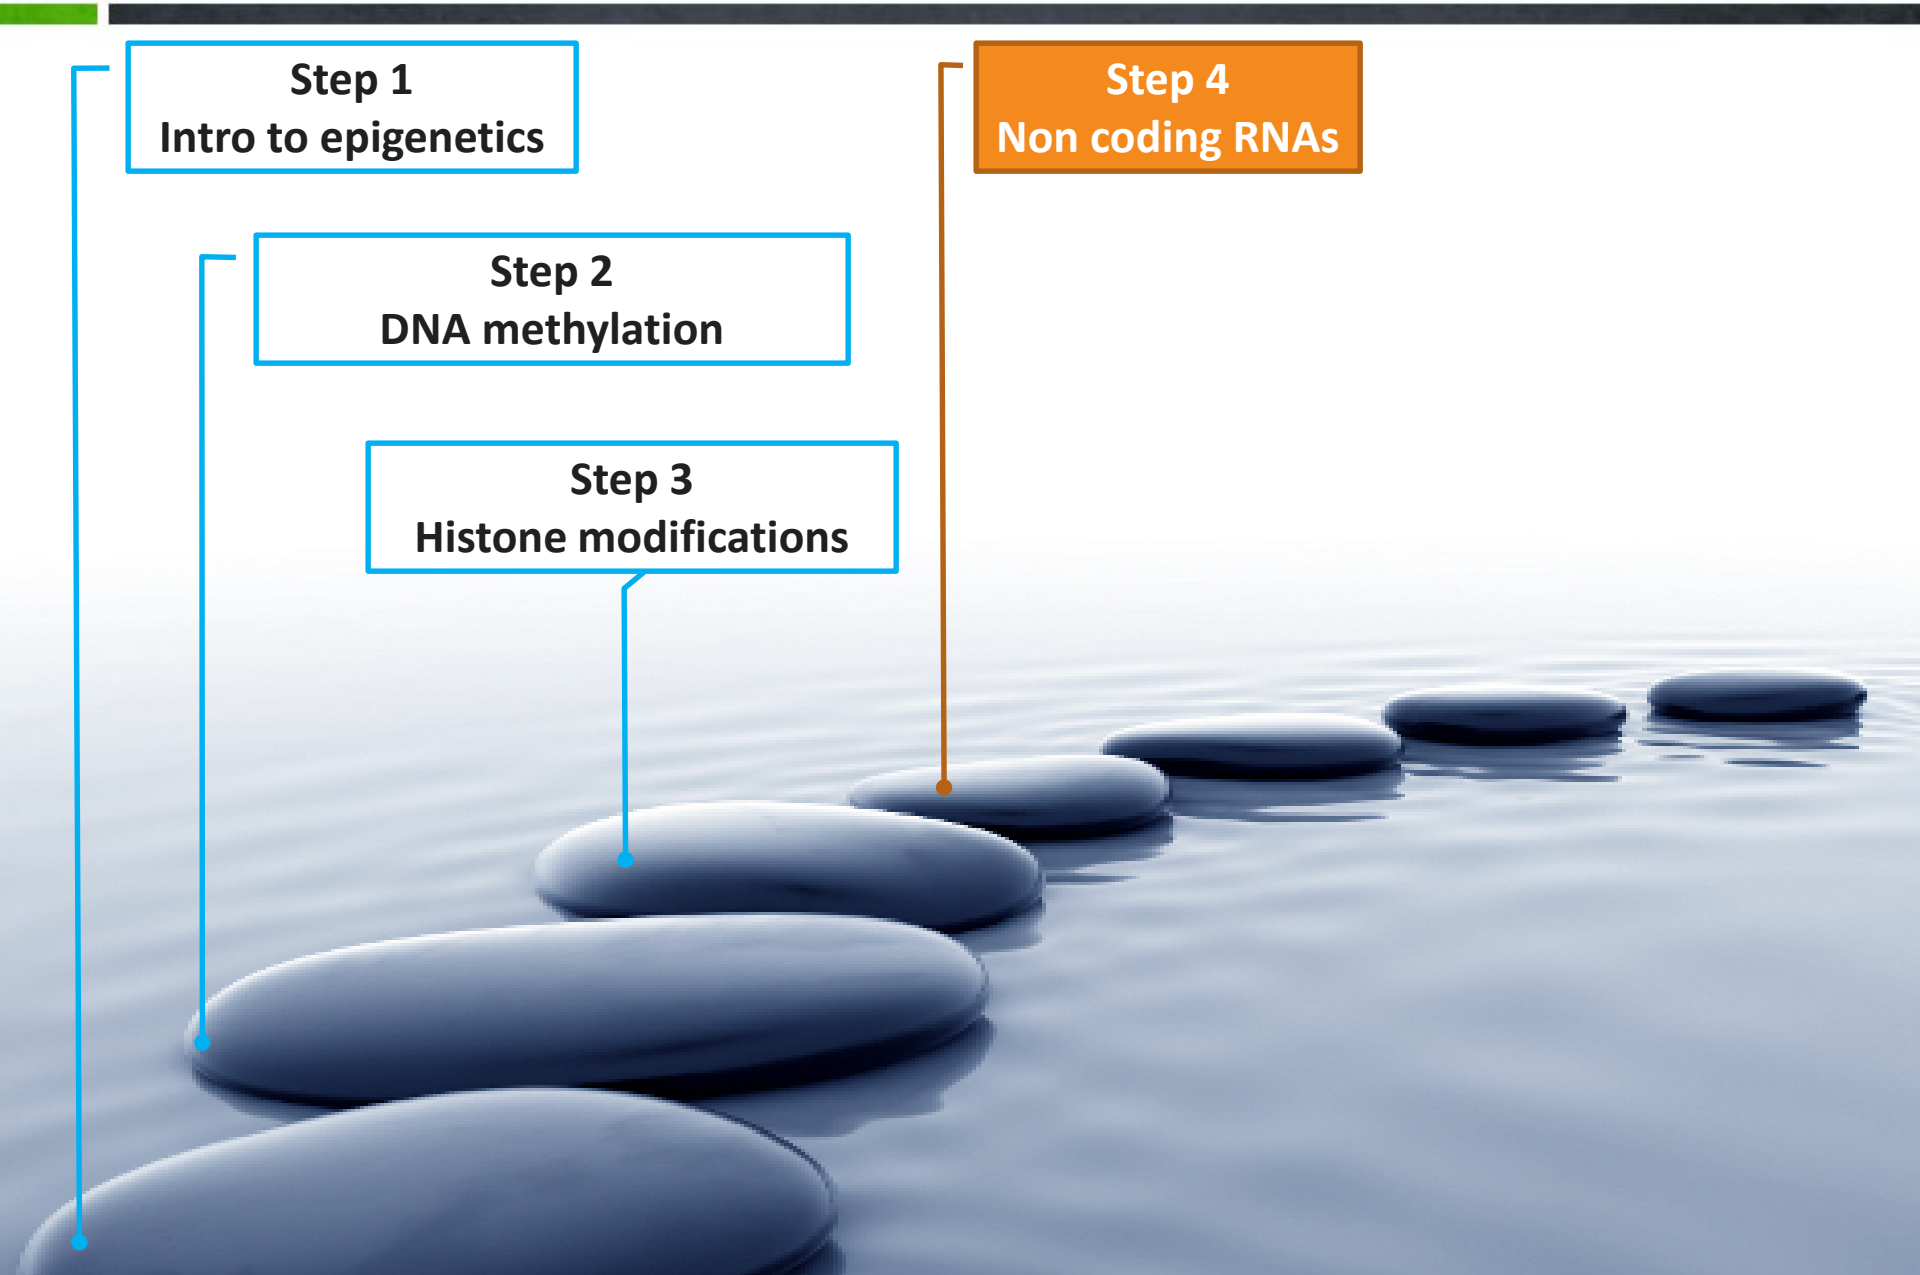 Step 1
Intro to epigenetics
Step 2
DNA methylation
Step 3
Histone modifications
Step 4
Non coding RNAs